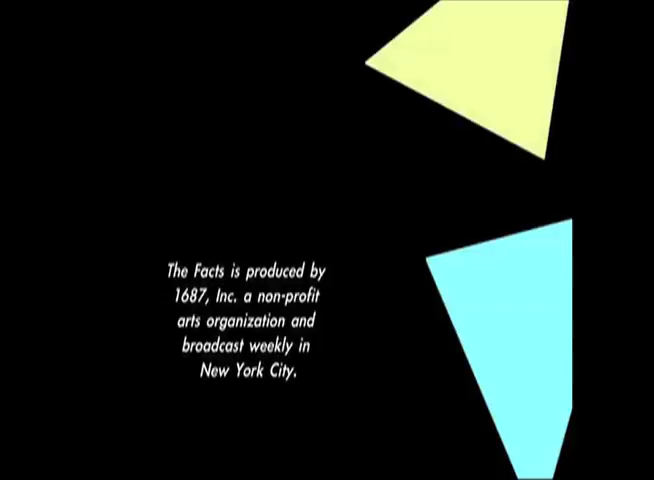 The Facts is produced by
1687, Inc. a non-profit
arts organization and
broadcast weekly in
New York City.